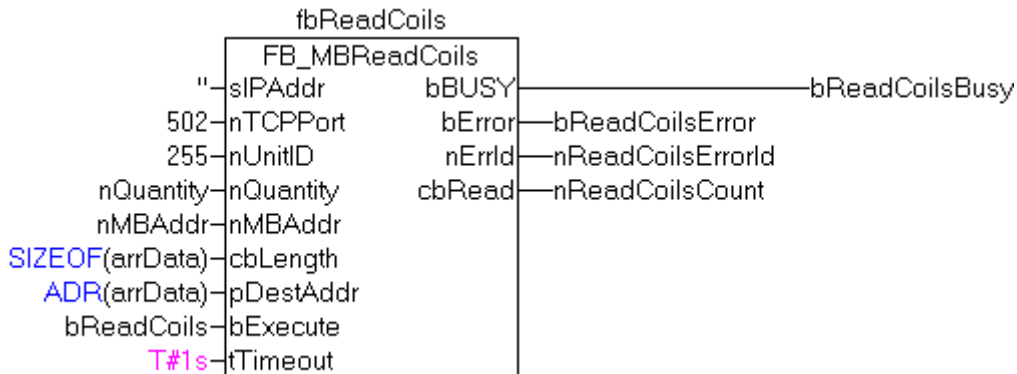 fbReadCoils
FB_MBReadCoils
" sIPAddr bBUSY bReadCoilsBusy
502 nTCPPort bError bReadCoilsError
255 nUnitID nErrId nReadCoilsErrorId
nQuantity nQuantity cbRead nReadCoilsCount
nMBAddr nMBAddr
SIZEOF(arrData) cbLength
ADR(arrData) pDestAddr
bReadCoils bExecute
T#1s tTimeout